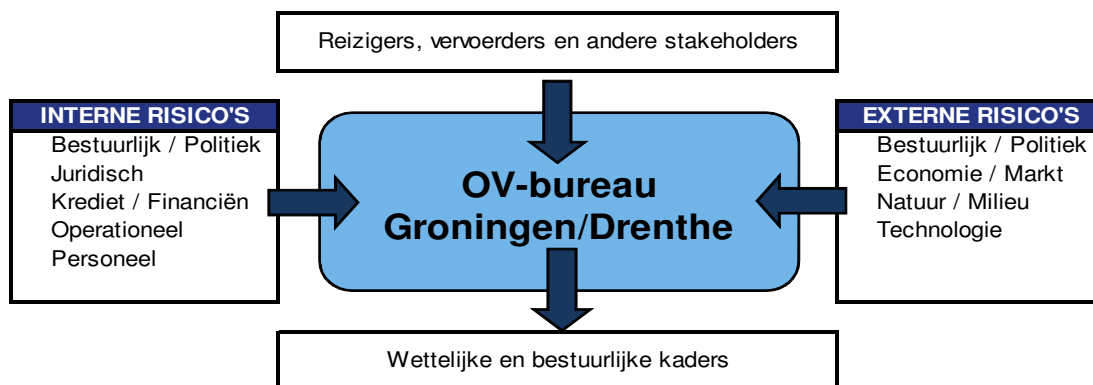 Reizigers, vervoerders en andere stakeholders
INTERNE RISICO'S
Bestuurlijk / Politiek
Juridisch
Krediet / Financiën
Operationeel
Personeel
OV-bureau
Groningen/Drenthe
EXTERNE RISICO'S
Bestuurlijk / Politiek
Economie / Markt
Natuur / Milieu
Technologie
Wettelijke en bestuurlijke kaders